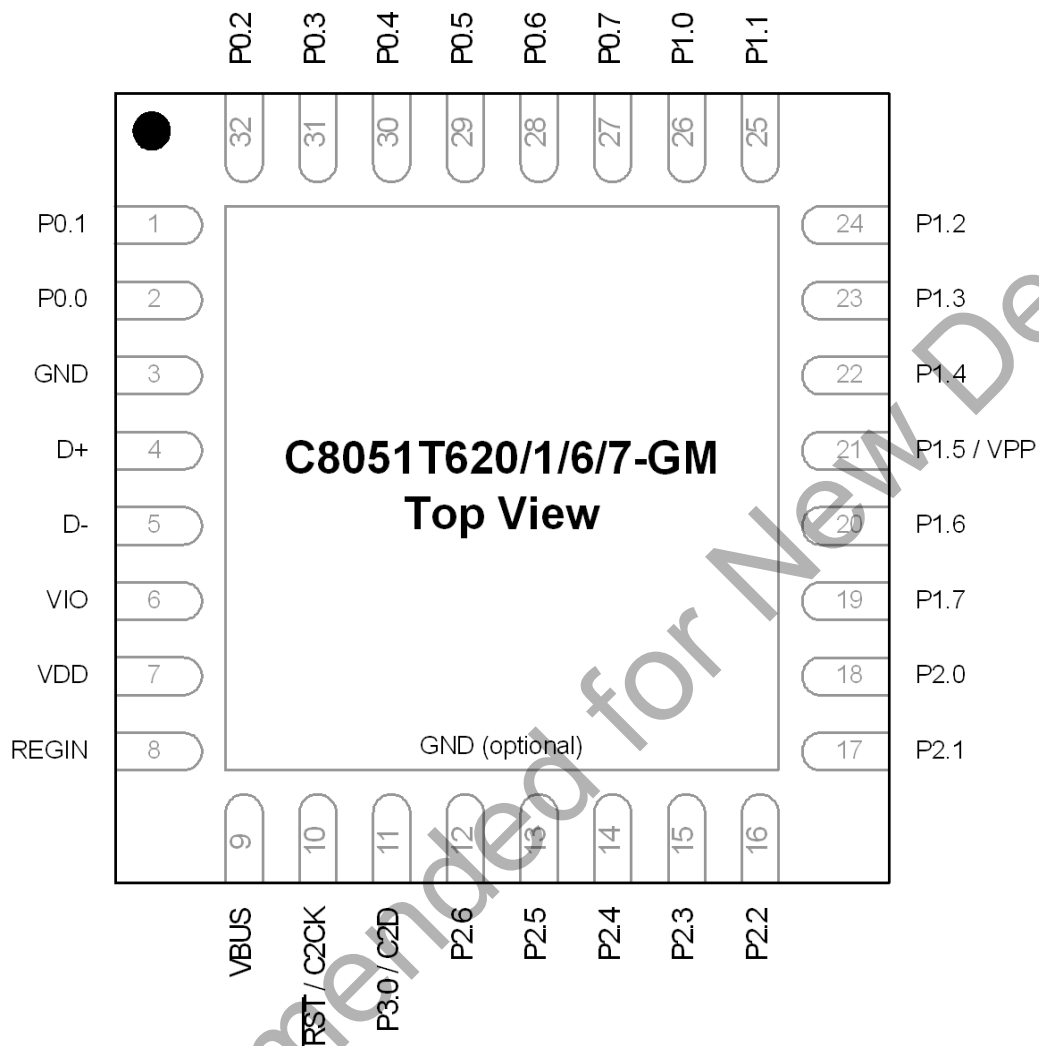 P0.2 P0.3 P0.4 P0.5 P0.6 P0.7 P1.0 P1.1
32 31 30 29 28 27 26 25
P0.1 1 24 P1.2
P0.0 2 23 P1.3
GND 3 22 P1.4
D+ 4 21 P1.5 / VPP
D- 5 20 P1.6
VIO 6 19 P1.7
VDD 7 18 P2.0
REGIN 8 17 P2.1
C8051T620/1/6/7-GM
Top View
GND (optional)
9 10 11 12 13 14 15 16
VBUS RST / C2CK P3.0 / C2D P2.6 P2.5 P2.4 P2.3 P2.2
for New